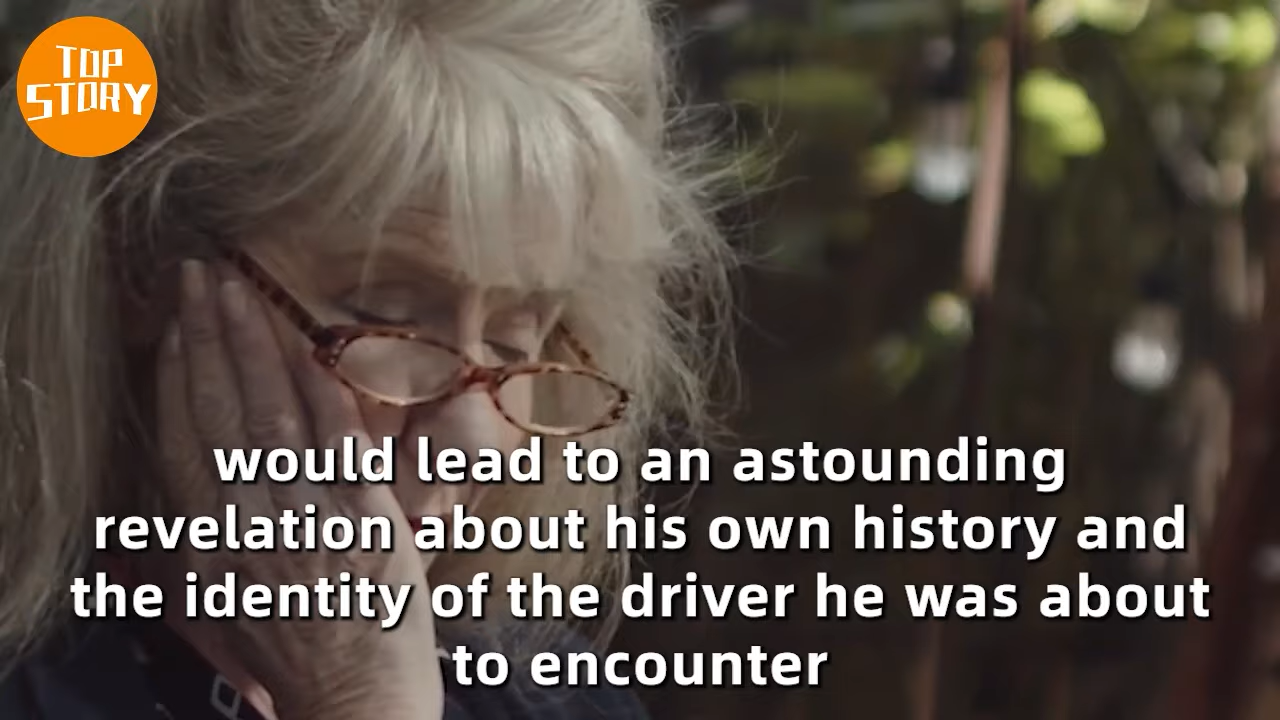 TOP
STORY
would lead to an astounding
revelation about his own history and
the identity of the driver he was about
to encounter